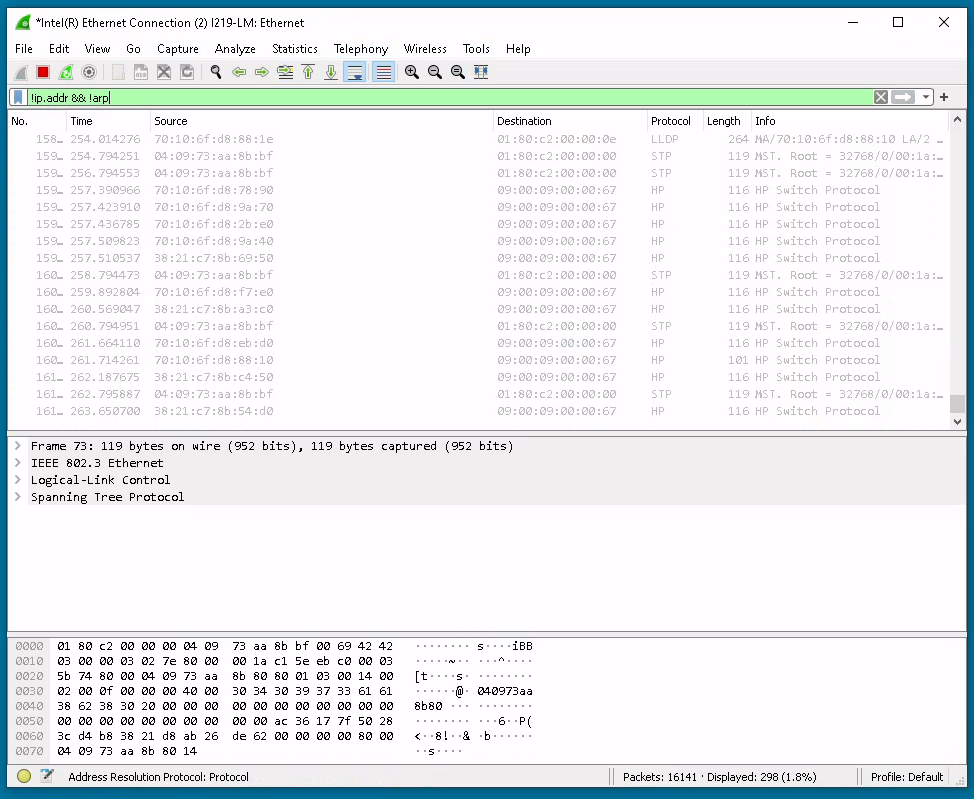 *Intel(R) Ethernet Connection (2) I219-LM: Ethernet
File Edit View Go Capture Analyze Statistics Telephony Wireless Tools Help
!ip.addr && !arp
No. Time Source Destination Protocol Length Info
158… 254.014276 70:10:6f:d8:88:1e 01:80:c2:00:00:0e LLDP 264 MA/70:10:6f:d8:88:10 LA/2 …
159… 254.794251 04:09:73:aa:8b:bf 01:80:c2:00:00:00 STP 119 MST. Root = 32768/0/00:1a:…
159… 256.794553 04:09:73:aa:8b:bf 01:80:c2:00:00:00 STP 119 MST. Root = 32768/0/00:1a:…
159… 257.390966 70:10:6f:d8:78:90 09:00:09:00:00:67 HP 116 HP Switch Protocol
159… 257.423910 70:10:6f:d8:9a:70 09:00:09:00:00:67 HP 116 HP Switch Protocol
159… 257.436785 70:10:6f:d8:2b:e0 09:00:09:00:00:67 HP 116 HP Switch Protocol
159… 257.509823 70:10:6f:d8:9a:40 09:00:09:00:00:67 HP 116 HP Switch Protocol
159… 257.510537 38:21:c7:8b:69:50 09:00:09:00:00:67 HP 116 HP Switch Protocol
160… 258.794473 04:09:73:aa:8b:bf 01:80:c2:00:00:00 STP 119 MST. Root = 32768/0/00:1a:…
160… 259.892804 70:10:6f:d8:f7:e0 09:00:09:00:00:67 HP 116 HP Switch Protocol
160… 260.569047 38:21:c7:8b:a3:c0 09:00:09:00:00:67 HP 116 HP Switch Protocol
160… 260.794951 04:09:73:aa:8b:bf 01:80:c2:00:00:00 STP 119 MST. Root = 32768/0/00:1a:…
160… 261.664110 70:10:6f:d8:eb:d0 09:00:09:00:00:67 HP 116 HP Switch Protocol
160… 261.714261 70:10:6f:d8:88:10 09:00:09:00:00:67 HP 101 HP Switch Protocol
161… 262.187675 38:21:c7:8b:c4:50 09:00:09:00:00:67 HP 116 HP Switch Protocol
161… 262.795887 04:09:73:aa:8b:bf 01:80:c2:00:00:00 STP 119 MST. Root = 32768/0/00:1a:…
161… 263.650700 38:21:c7:8b:54:d0 09:00:09:00:00:67 HP 116 HP Switch Protocol
Frame 73: 119 bytes on wire (952 bits), 119 bytes captured (952 bits)
IEEE 802.3 Ethernet
Logical-Link Control
Spanning Tree Protocol
0000 01 80 c2 00 00 00 04 09 73 aa 8b bf 00 69 42 42 ········ s····iBB
0010 03 00 00 03 02 7e 80 00 00 1a c1 5e eb c0 00 03 ·····~·· ···^····
0020 5b 74 80 00 04 09 73 aa 8b 80 80 01 03 00 14 00 [t····s· ········
0030 02 00 0f 00 00 00 40 00 30 34 30 39 37 33 61 61 ······@· 040973aa
0040 38 62 38 30 20 00 00 00 00 00 00 00 00 00 00 00 8b80 ··· ········
0050 00 00 00 00 00 00 00 00 00 ac 36 17 7f 50 28 ········ ··6··P(
0060 3c d4 b8 38 21 d8 ab 26 de 62 00 00 00 00 80 00 <··8!··& ·b······
0070 04 09 73 aa 8b 80 14 ··s····
Address Resolution Protocol: Protocol
Packets: 16141 · Displayed: 298 (1.8%)
Profile: Default